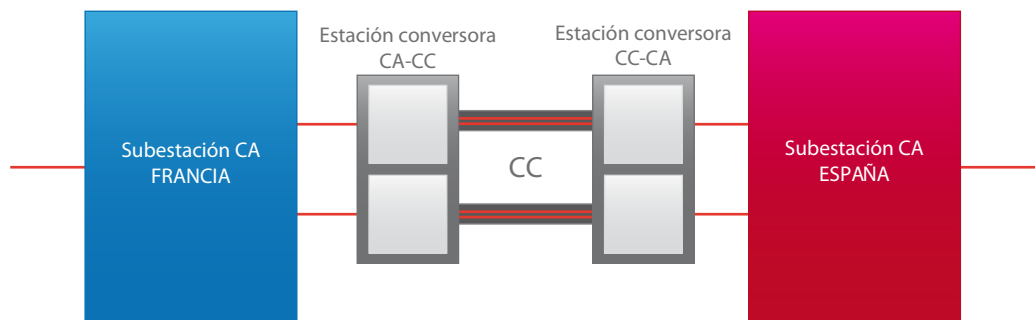 Estación conversora
CA-CC
Estación conversora
CC-CA
Subestación CA
FRANCIA
CC
Subestación CA
ESPAÑA